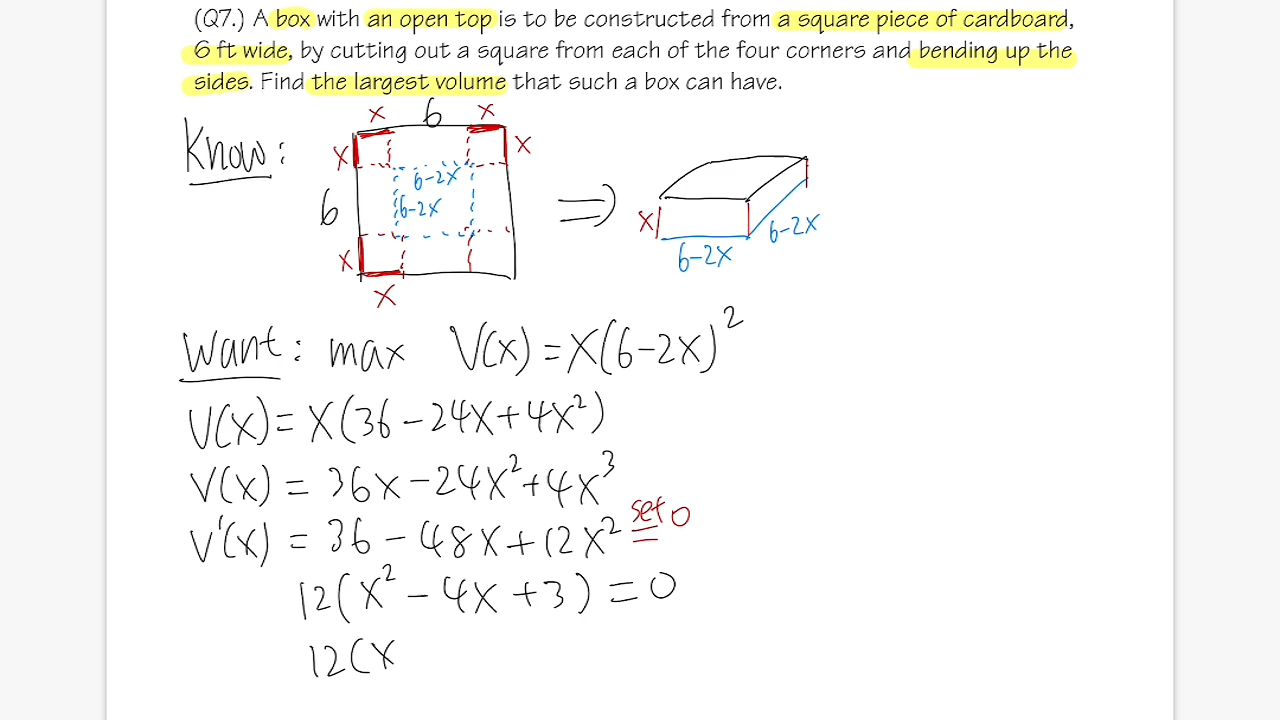 (Q7.) A box with an open top is to be constructed from a square piece of cardboard,
6 ft wide, by cutting out a square from each of the four corners and bending up the
sides. Find the largest volume that such a box can have.
x 6 x
Know:
x x
6-2x
6 6-2x ⇒ x 6-2x
x 6-2x
x
Want: max V(x) = x(6-2x)²
V(x) = x(36-24x+4x²)
V(x) = 36x-24x²+4x³
V'(x) = 36-48x+12x² set = 0
12(x²-4x+3) = 0
12(x